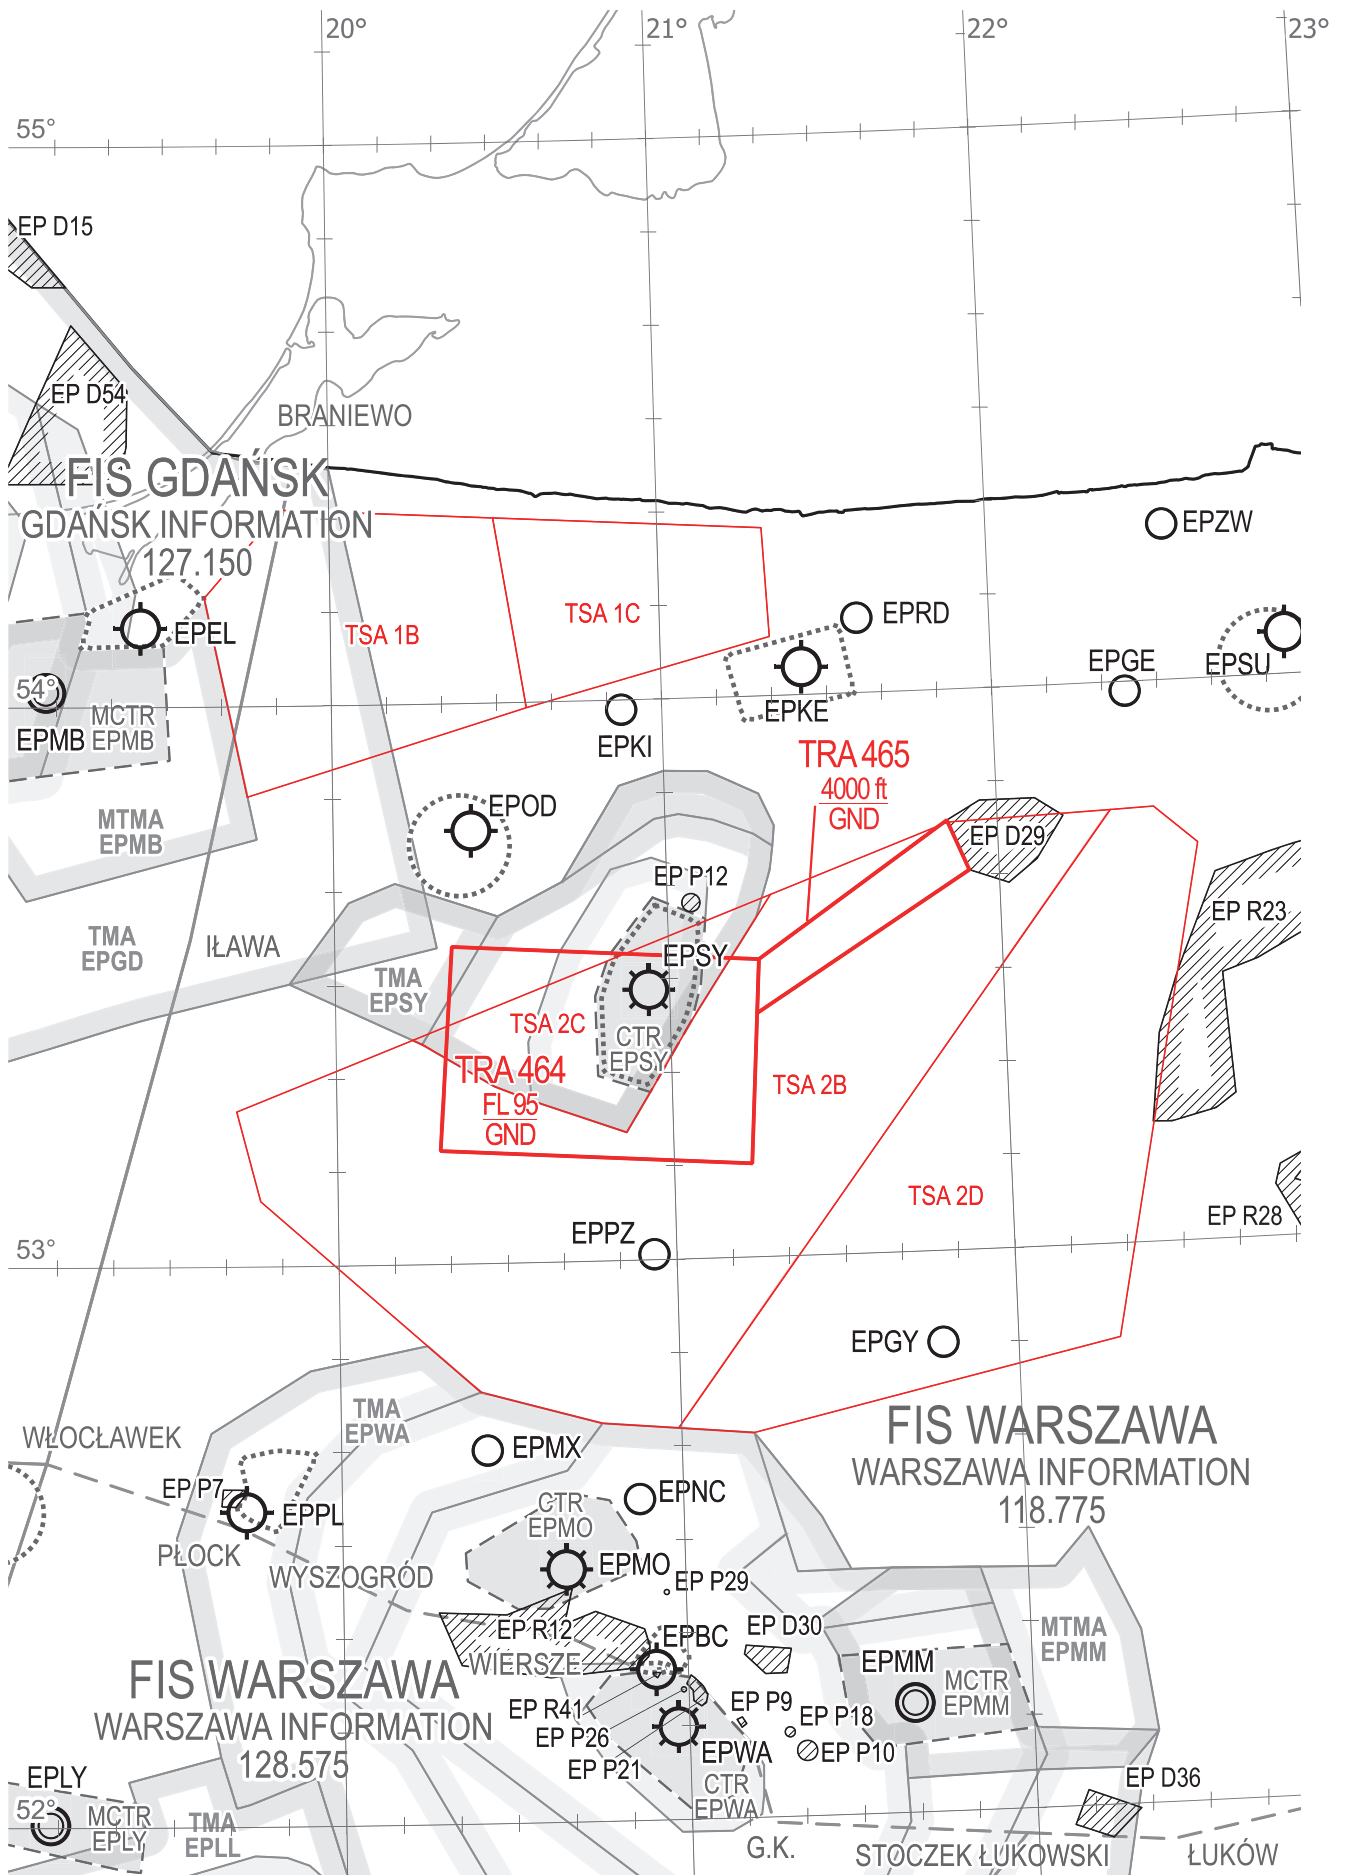 20°
21°
22°
23°
55°
EP D15
EP D54
BRANIEWO
FIS GDAŃSK
GDAŃSK INFORMATION
127.150
EPZW
TSA 1C
TSA 1B
EPRD
EPEL
EPGE
EPSU
54°
EPMB
MCTR
EPMB
EPKE
EPKI
TRA 465
4000 ft
GND
MTMA
EPMB
EPOD
EP D29
EP P12
EP R23
TMA
EPGD
IŁAWA
EPSY
TMA
EPSY
TSA 2C
CTR
EPSY
TRA 464
FL 95
GND
TSA 2B
TSA 2D
EP R28
EPPZ
53°
EPGY
TMA
EPWA
WŁOCŁAWEK
EPMX
FIS WARSZAWA
WARSZAWA INFORMATION
118.775
EP P7
EPPL
EPNC
CTR
EPMO
PŁOCK
WYSZOGRÓD
EPMO
EP P29
EP R12
EPBC
EP D30
MTMA
EPMM
WIERSZE
EPMM
MCTR
EPMM
FIS WARSZAWA
WARSZAWA INFORMATION
128.575
EP R41
EP P26
EP P21
EP P9
EP P18
EP P10
EPWA
CTR
EPWA
EPLY
EP D36
52°
MCTR
EPLY
TMA
EPLL
G.K.
STOCZEK ŁUKOWSKI
ŁUKÓW